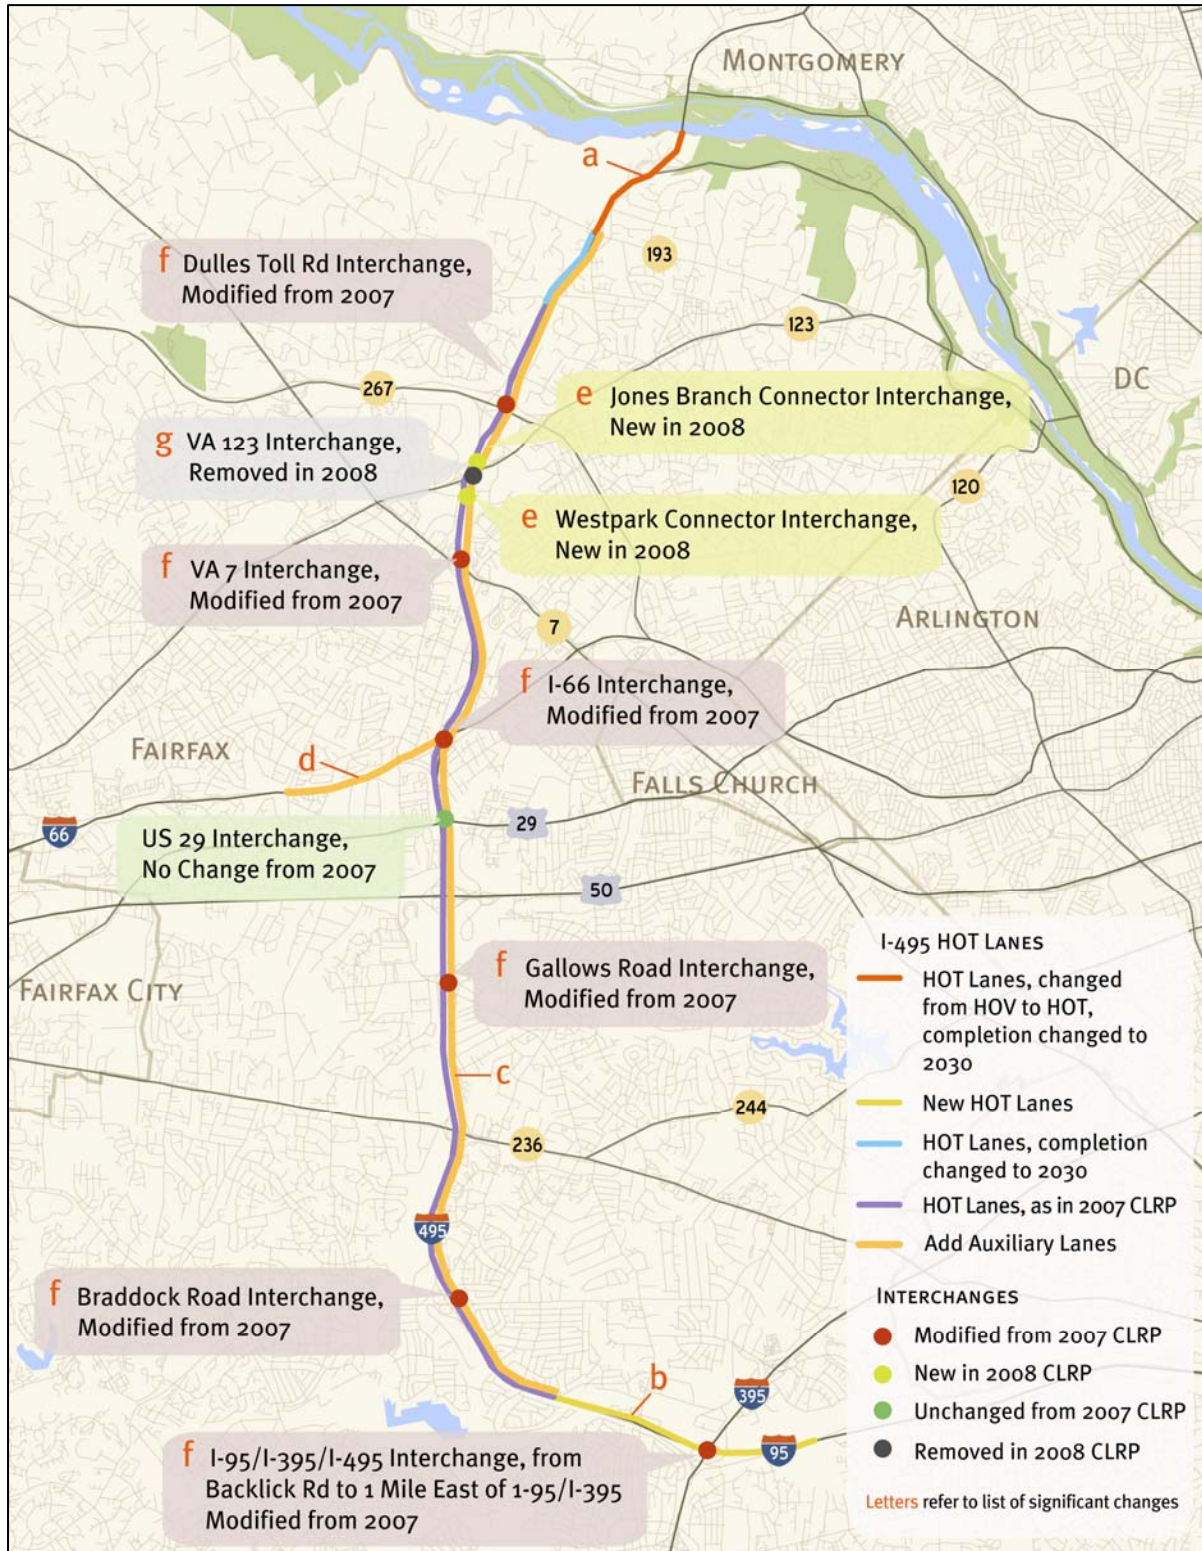 MONTGOMERY
a
193
f Dulles Toll Rd Interchange,
Modified from 2007
123
DC
267
e Jones Branch Connector Interchange,
New in 2008
g VA 123 Interchange,
Removed in 2008
120
e Westpark Connector Interchange,
New in 2008
f VA 7 Interchange,
Modified from 2007
7
ARLINGTON
f I-66 Interchange,
Modified from 2007
FAIRFAX
d
FALLS CHURCH
66
29
US 29 Interchange,
No Change from 2007
50
f Gallows Road Interchange,
Modified from 2007
FAIRFAX CITY
c
244
236
495
f Braddock Road Interchange,
Modified from 2007
b
395
95
f I-95/I-395/I-495 Interchange, from
Backlick Rd to 1 Mile East of 1-95/I-395
Modified from 2007
I-495 HOT LANES
HOT Lanes, changed
from HOV to HOT,
completion changed to
2030
New HOT Lanes
HOT Lanes, completion
changed to 2030
HOT Lanes, as in 2007 CLRP
Add Auxiliary Lanes
INTERCHANGES
Modified from 2007 CLRP
New in 2008 CLRP
Unchanged from 2007 CLRP
Removed in 2008 CLRP
Letters refer to list of significant changes